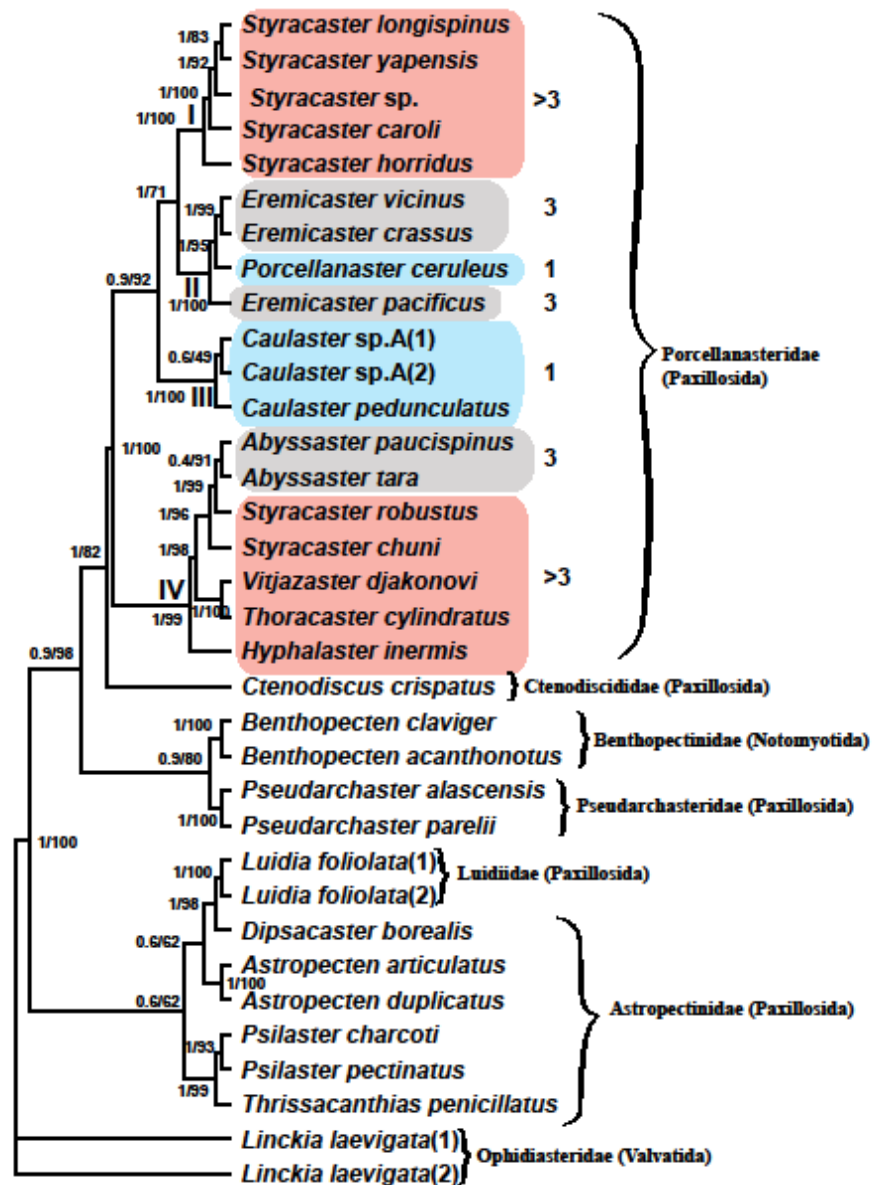 1/83
Styracaster longispinus
1/92
Styracaster yapensis
1/100
Styracaster sp.
>3
1/100
I
Styracaster caroli
Styracaster horridus
1/71
1/99
Eremicaster vicinus
3
Eremicaster crassus
1/95
Porcellanaster ceruleus
1
0.9/92
II
1/100
Eremicaster pacificus
3
Caulaster sp.A(1)
0.6/49
Caulaster sp.A(2)
1
Porcellanasteridae
(Paxillosida)
1/100
III
Caulaster pedunculatus
1/100
Abyssaster paucispinus
0.4/91
3
Abyssaster tara
1/99
1/96
Styracaster robustus
1/82
1/98
Styracaster chuni
IV
Vitjazaster djakonovi
>3
1/99
1/100
Thoracaster cylindratus
0.9/98
Hyphalaster inermis
Ctenodiscus crispatus
Ctenodiscididae (Paxillosida)
1/100
Benthopecten claviger
Benthopectinidae (Notomyotida)
0.9/80
Benthopecten acanthonotus
Pseudarchaster alascensis
Pseudarchasteridae (Paxillosida)
1/100
Pseudarchaster parelii
1/100
1/100
Luidia foliolata(1)
Luidiidae (Paxillosida)
Luidia foliolata(2)
1/98
0.6/62
Dipsacaster borealis
Astropecten articulatus
1/100
0.6/62
Astropecten duplicatus
Astropectinidae (Paxillosida)
1/93
Psilaster charcoti
Psilaster pectinatus
1/99
Thrissacanthias penicillatus
Linckia laevigata(1)
Ophidiasteridae (Valvatida)
Linckia laevigata(2)